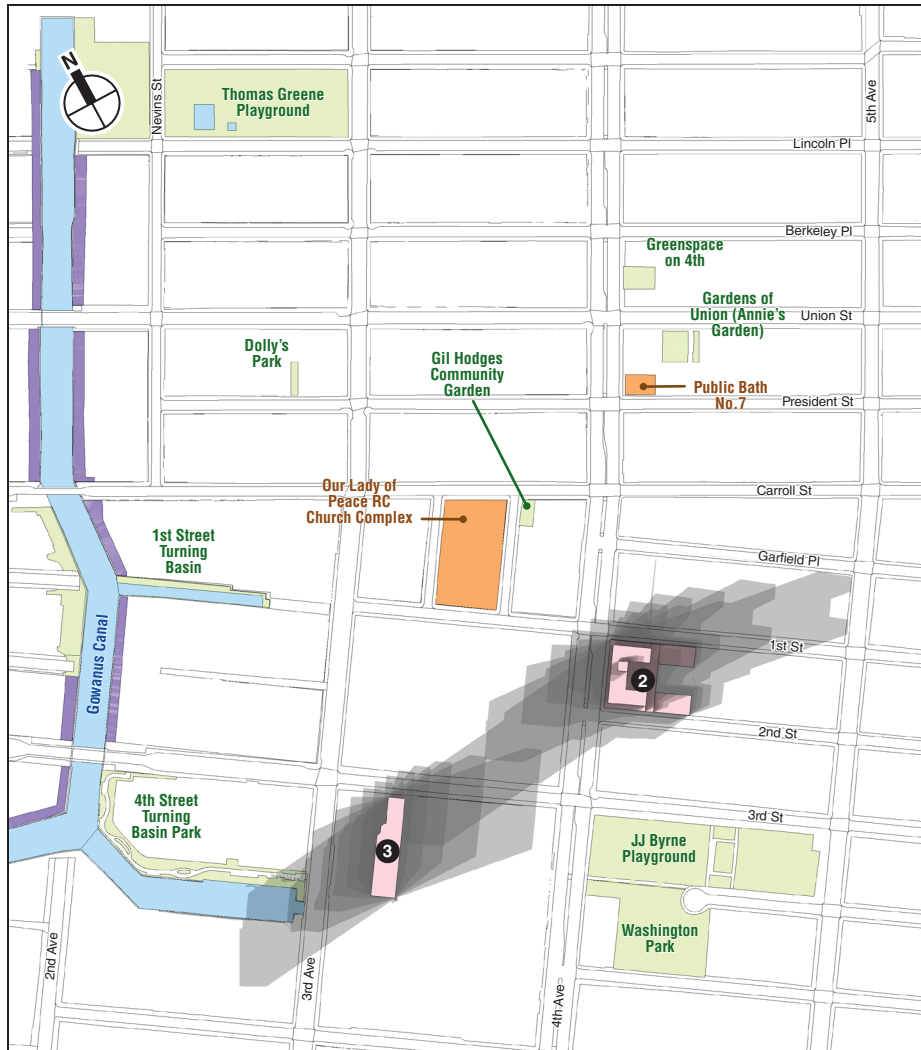 N
Nevins St
Thomas Greene
Playground
5th Ave
Lincoln Pl
Berkeley Pl
Greenspace
on 4th
Gardens of
Union (Annie's
Garden)
Union St
Dolly's
Park
Gil Hodges
Community
Garden
Public Bath
No.7
President St
Our Lady of
Peace RC
Church Complex
Carroll St
1st Street
Turning
Basin
Garfield Pl
Gowanus Canal
1st St
2
2nd St
4th Street
Turning
Basin Park
3rd St
3
JJ Byrne
Playground
Washington
Park
2nd Ave
3rd Ave
4th Ave